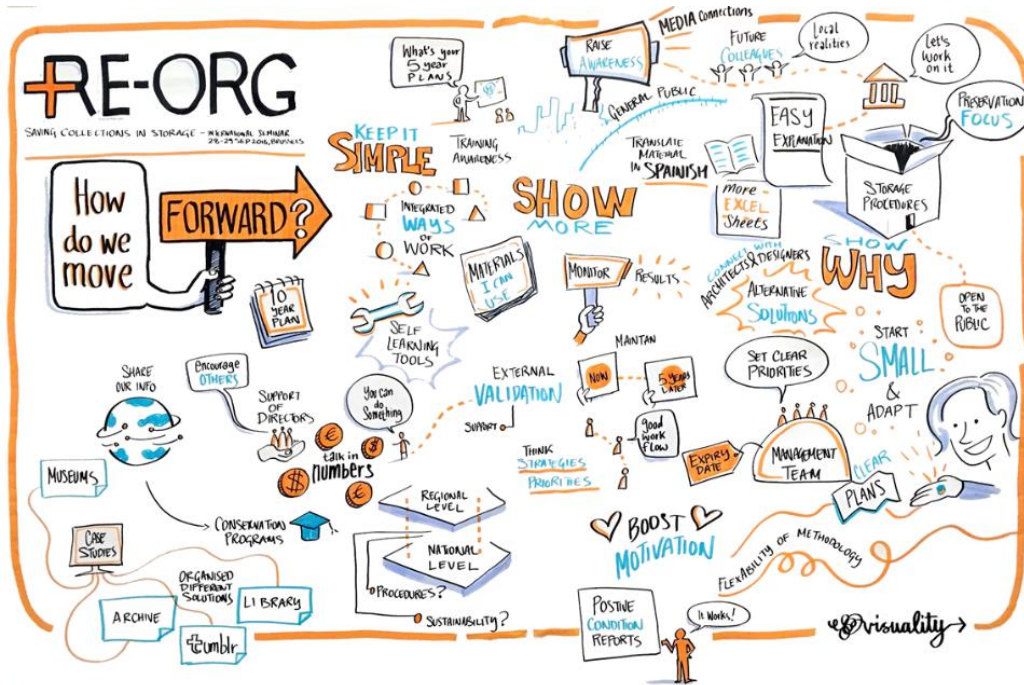 +RE-ORG
SAVING COLLECTIONS IN STORAGE - INTERNATIONAL SEMINAR
28-29 SEP 2016, BRUSSELS
How
do we
move
FORWARD?
10
YEAR
PLAN
What's your
5 year
PLANS
KEEP IT
SIMPLE
TRAINING
AWARENESS
INTEGRATED
WAYS
OF
WORK
SELF
LEARNING
TOOLS
RAISE
AWARENESS
MEDIA Connections
GENERAL PUBLIC
FUTURE
COLLEAGUES
Local
realities
Let's
work
on it
PRESERVATION
FOCUS
EASY
EXPLANATION
TRANSLATE
MATERIAL
IN SPANISH
more
EXCEL
Sheets
STORAGE
PROCEDURES
SHOW
MORE
MATERIALS
I CAN
USE
MONITOR
RESULTS
CONNECT WITH
ARCHITECTS & DESIGNERS
ALTERNATIVE
SOLUTIONS
SHOW
WHY
OPEN
TO THE
PUBLIC
START
SMALL
&
ADAPT
SHARE
OUR INFO
encourage
OTHERS
SUPPORT
OF
DIRECTORS
You can
do
Something
talk in
numbers
EXTERNAL
VALIDATION
SUPPORT
MAINTAN
NOW
5 YEARS
LATER
good
work
flow
THINK
STRATEGIES
PRIORITIES
SET CLEAR
PRIORITIES
EXPIRY
DATE
MANAGEMENT
TEAM
CLEAR
PLANS
MUSEUMS
CONSERVATION
PROGRAMS
CASE
STUDIES
ORGANISED
DIFFERENT
SOLUTIONS
ARCHIVE
LIBRARY
tumblr
REGIONAL
LEVEL
NATIONAL
LEVEL
PROCEDURES?
SUSTAINABILITY?
BOOST
MOTIVATION
FLEXABILITY OF METHODOLOGY
POSTIVE
CONDITION
REPORTS
It Works!
visuality